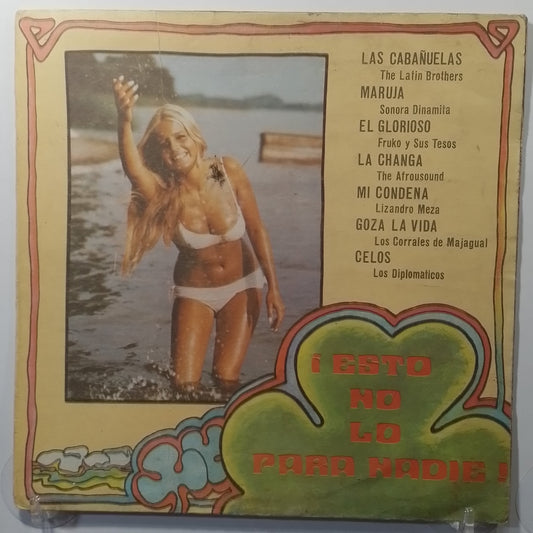 LAS CABAÑUELAS
The Latin Brothers
MARUJA
Sonora Dinamita
EL GLORIOSO
Fruko y Sus Tesos
LA CHANGA
The Afrousound
MI CONDENA
Lizandro Meza
GOZA LA VIDA
Los Corrales de Majagual
CELOS
Los Diplomaticos
¡ESTO
NO
LO
PARA NADIE!